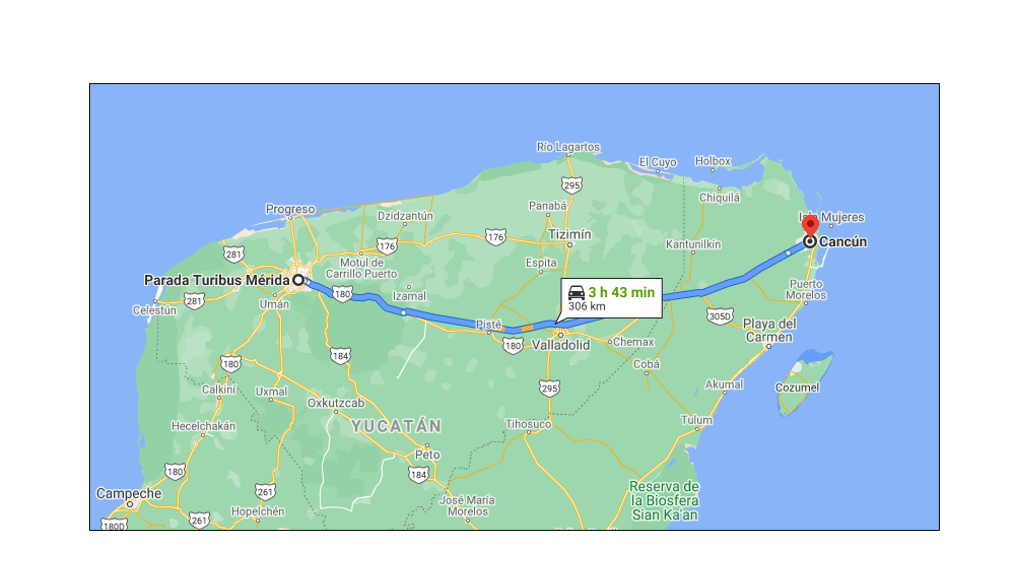 Río Lagartos
El Cuyo
Holbox
295
Chiquilá
Progreso
Dzidzantún
Panabá
Isla Mujeres
176
176
Tizimín
Kantunilkín
Cancún
281
Motul de
Carrillo Puerto
Espita
Parada Turibus Mérida
180
Izamal
3 h 43 min
306 km
Puerto
Morelos
Celestún
281
Umán
Pisté
305D
Playa del
Carmen
180
Valladolid
Chemax
184
180
Cobá
Calkiní
Uxmal
295
Akumal
Cozumel
Oxkutzcab
Hecelchakán
YUCATÁN
Tihosuco
Tulum
Peto
180
184
261
Campeche
José María
Morelos
Reserva de
la Biosfera
Sian Ka'an
Hopelchén
261
180D